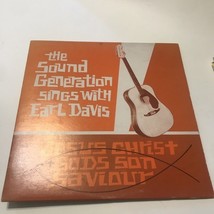 the
Sound
Generation
sings with
Earl Davis
Jesus Christ
Gods Son
Saviour